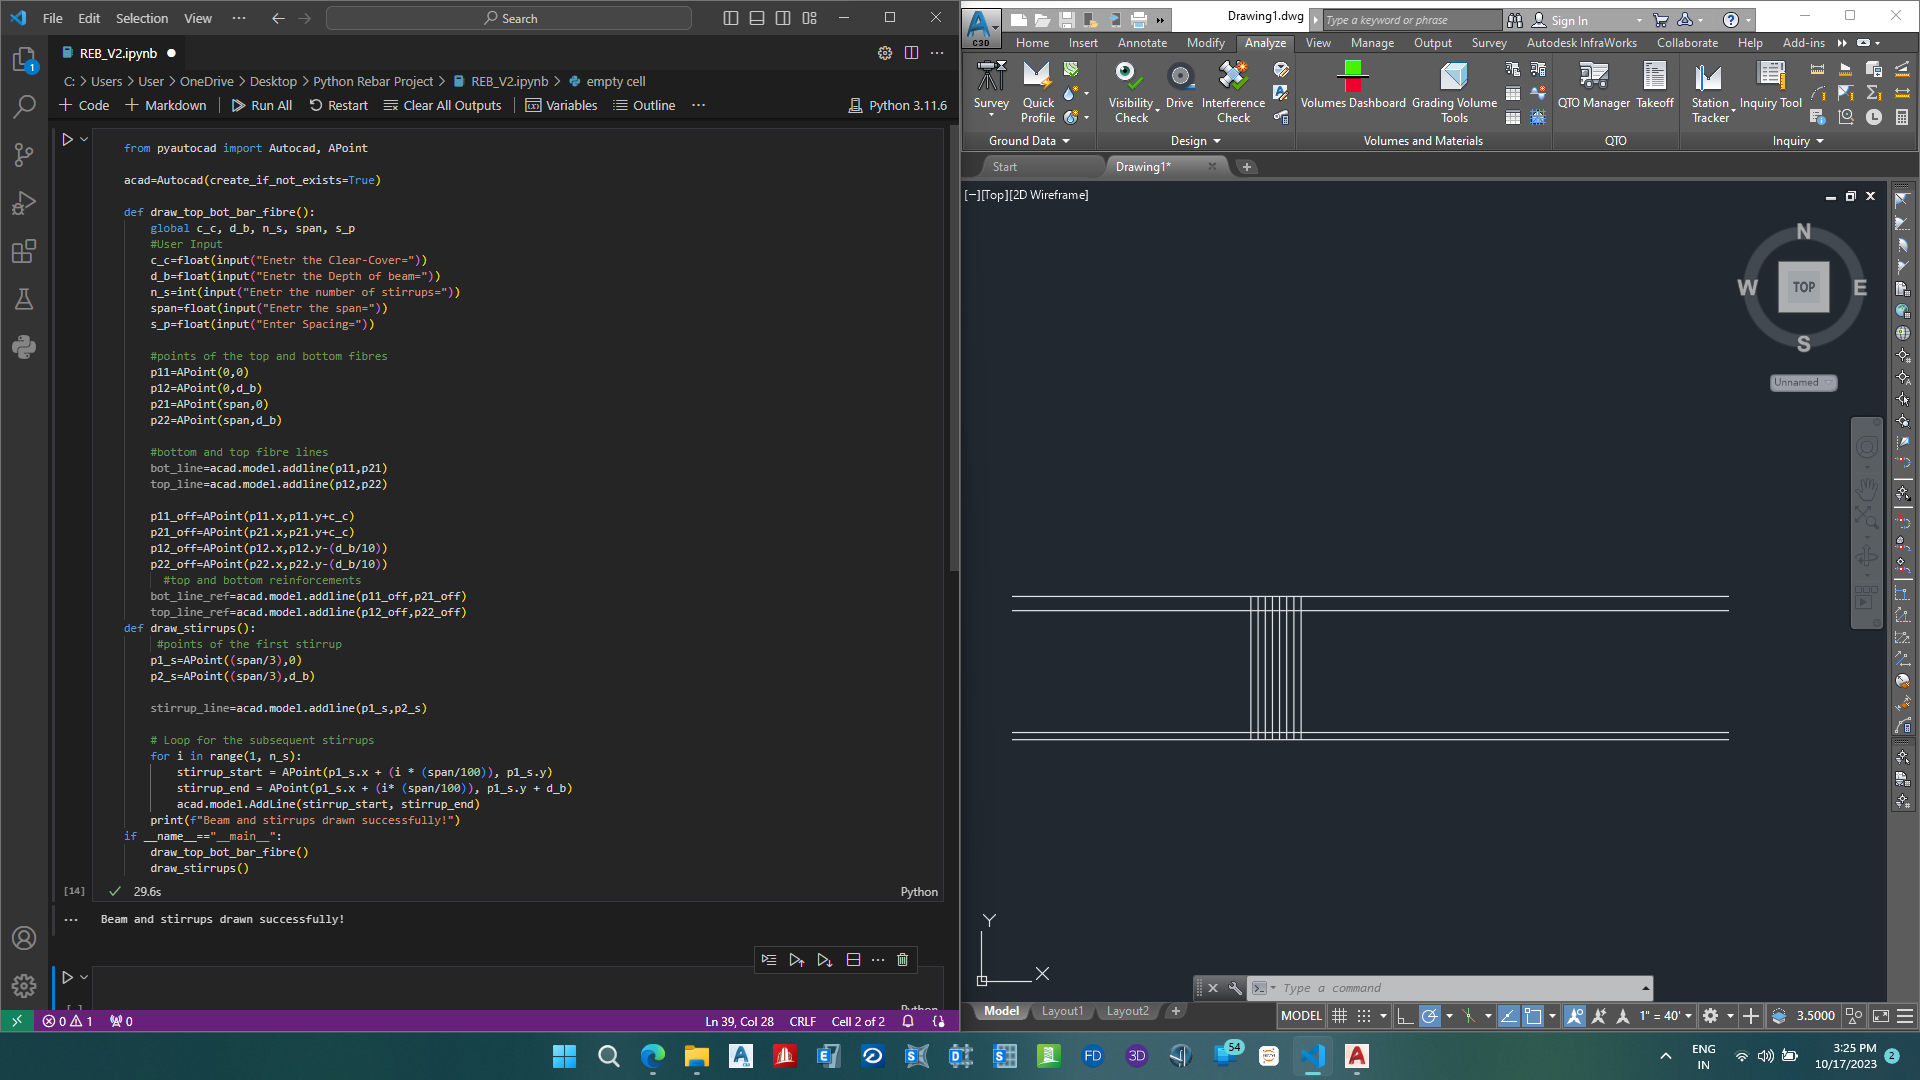 File Edit Selection View ··· Search
REB_V2.ipynb
C: > Users > User > OneDrive > Desktop > Python Rebar Project > REB_V2.ipynb > empty cell
+ Code + Markdown Run All Restart Clear All Outputs Variables Outline ··· Python 3.11.6
from pyautocad import Autocad, APoint
acad=Autocad(create_if_not_exists=True)
def draw_top_bot_bar_fibre():
global c_c, d_b, n_s, span, s_p
#User Input
c_c=float(input("Enetr the Clear-Cover="))
d_b=float(input("Enetr the Depth of beam="))
n_s=int(input("Enetr the number of stirrups="))
span=float(input("Enetr the span="))
s_p=float(input("Enter Spacing="))
#points of the top and bottom fibres
p11=APoint(0,0)
p12=APoint(0,d_b)
p21=APoint(span,0)
p22=APoint(span,d_b)
#bottom and top fibre lines
bot_line=acad.model.addline(p11,p21)
top_line=acad.model.addline(p12,p22)
p11_off=APoint(p11.x,p11.y+c_c)
p21_off=APoint(p21.x,p21.y+c_c)
p12_off=APoint(p12.x,p12.y-(d_b/10))
p22_off=APoint(p22.x,p22.y-(d_b/10))
#top and bottom reinforcements
bot_line_ref=acad.model.addline(p11_off,p21_off)
top_line_ref=acad.model.addline(p12_off,p22_off)
def draw_stirrups():
#points of the first stirrup
p1_s=APoint((span/3),0)
p2_s=APoint((span/3),d_b)
stirrup_line=acad.model.addline(p1_s,p2_s)
# Loop for the subsequent stirrups
for i in range(1, n_s):
stirrup_start = APoint(p1_s.x + (i * (span/100)), p1_s.y)
stirrup_end = APoint(p1_s.x + (i* (span/100)), p1_s.y + d_b)
acad.model.AddLine(stirrup_start, stirrup_end)
print(f"Beam and stirrups drawn successfully!")
if __name__=="__main__":
draw_top_bot_bar_fibre()
draw_stirrups()
[14] 29.6s Python
Beam and stirrups drawn successfully!
1
0 1 0 Ln 39, Col 28 CRLF Cell 2 of 2
C3D Drawing1.dwg Type a keyword or phrase Sign In
Home Insert Annotate Modify Analyze View Manage Output Survey Autodesk InfraWorks Collaborate Help Add-ins
Survey Quick Profile Visibility Check Drive Interference Check Volumes Dashboard Grading Volume Tools QTO Manager Takeoff Station Tracker Inquiry Tool
Ground Data Design Volumes and Materials QTO Inquiry
Start Drawing1*
[−][Top][2D Wireframe]
N
W TOP E
S
Unnamed
Y
X
Type a command
Model Layout1 Layout2 + MODEL 1" = 40' 3.5000
FD 3D 54 ENG IN 3:25 PM 10/17/2023 2